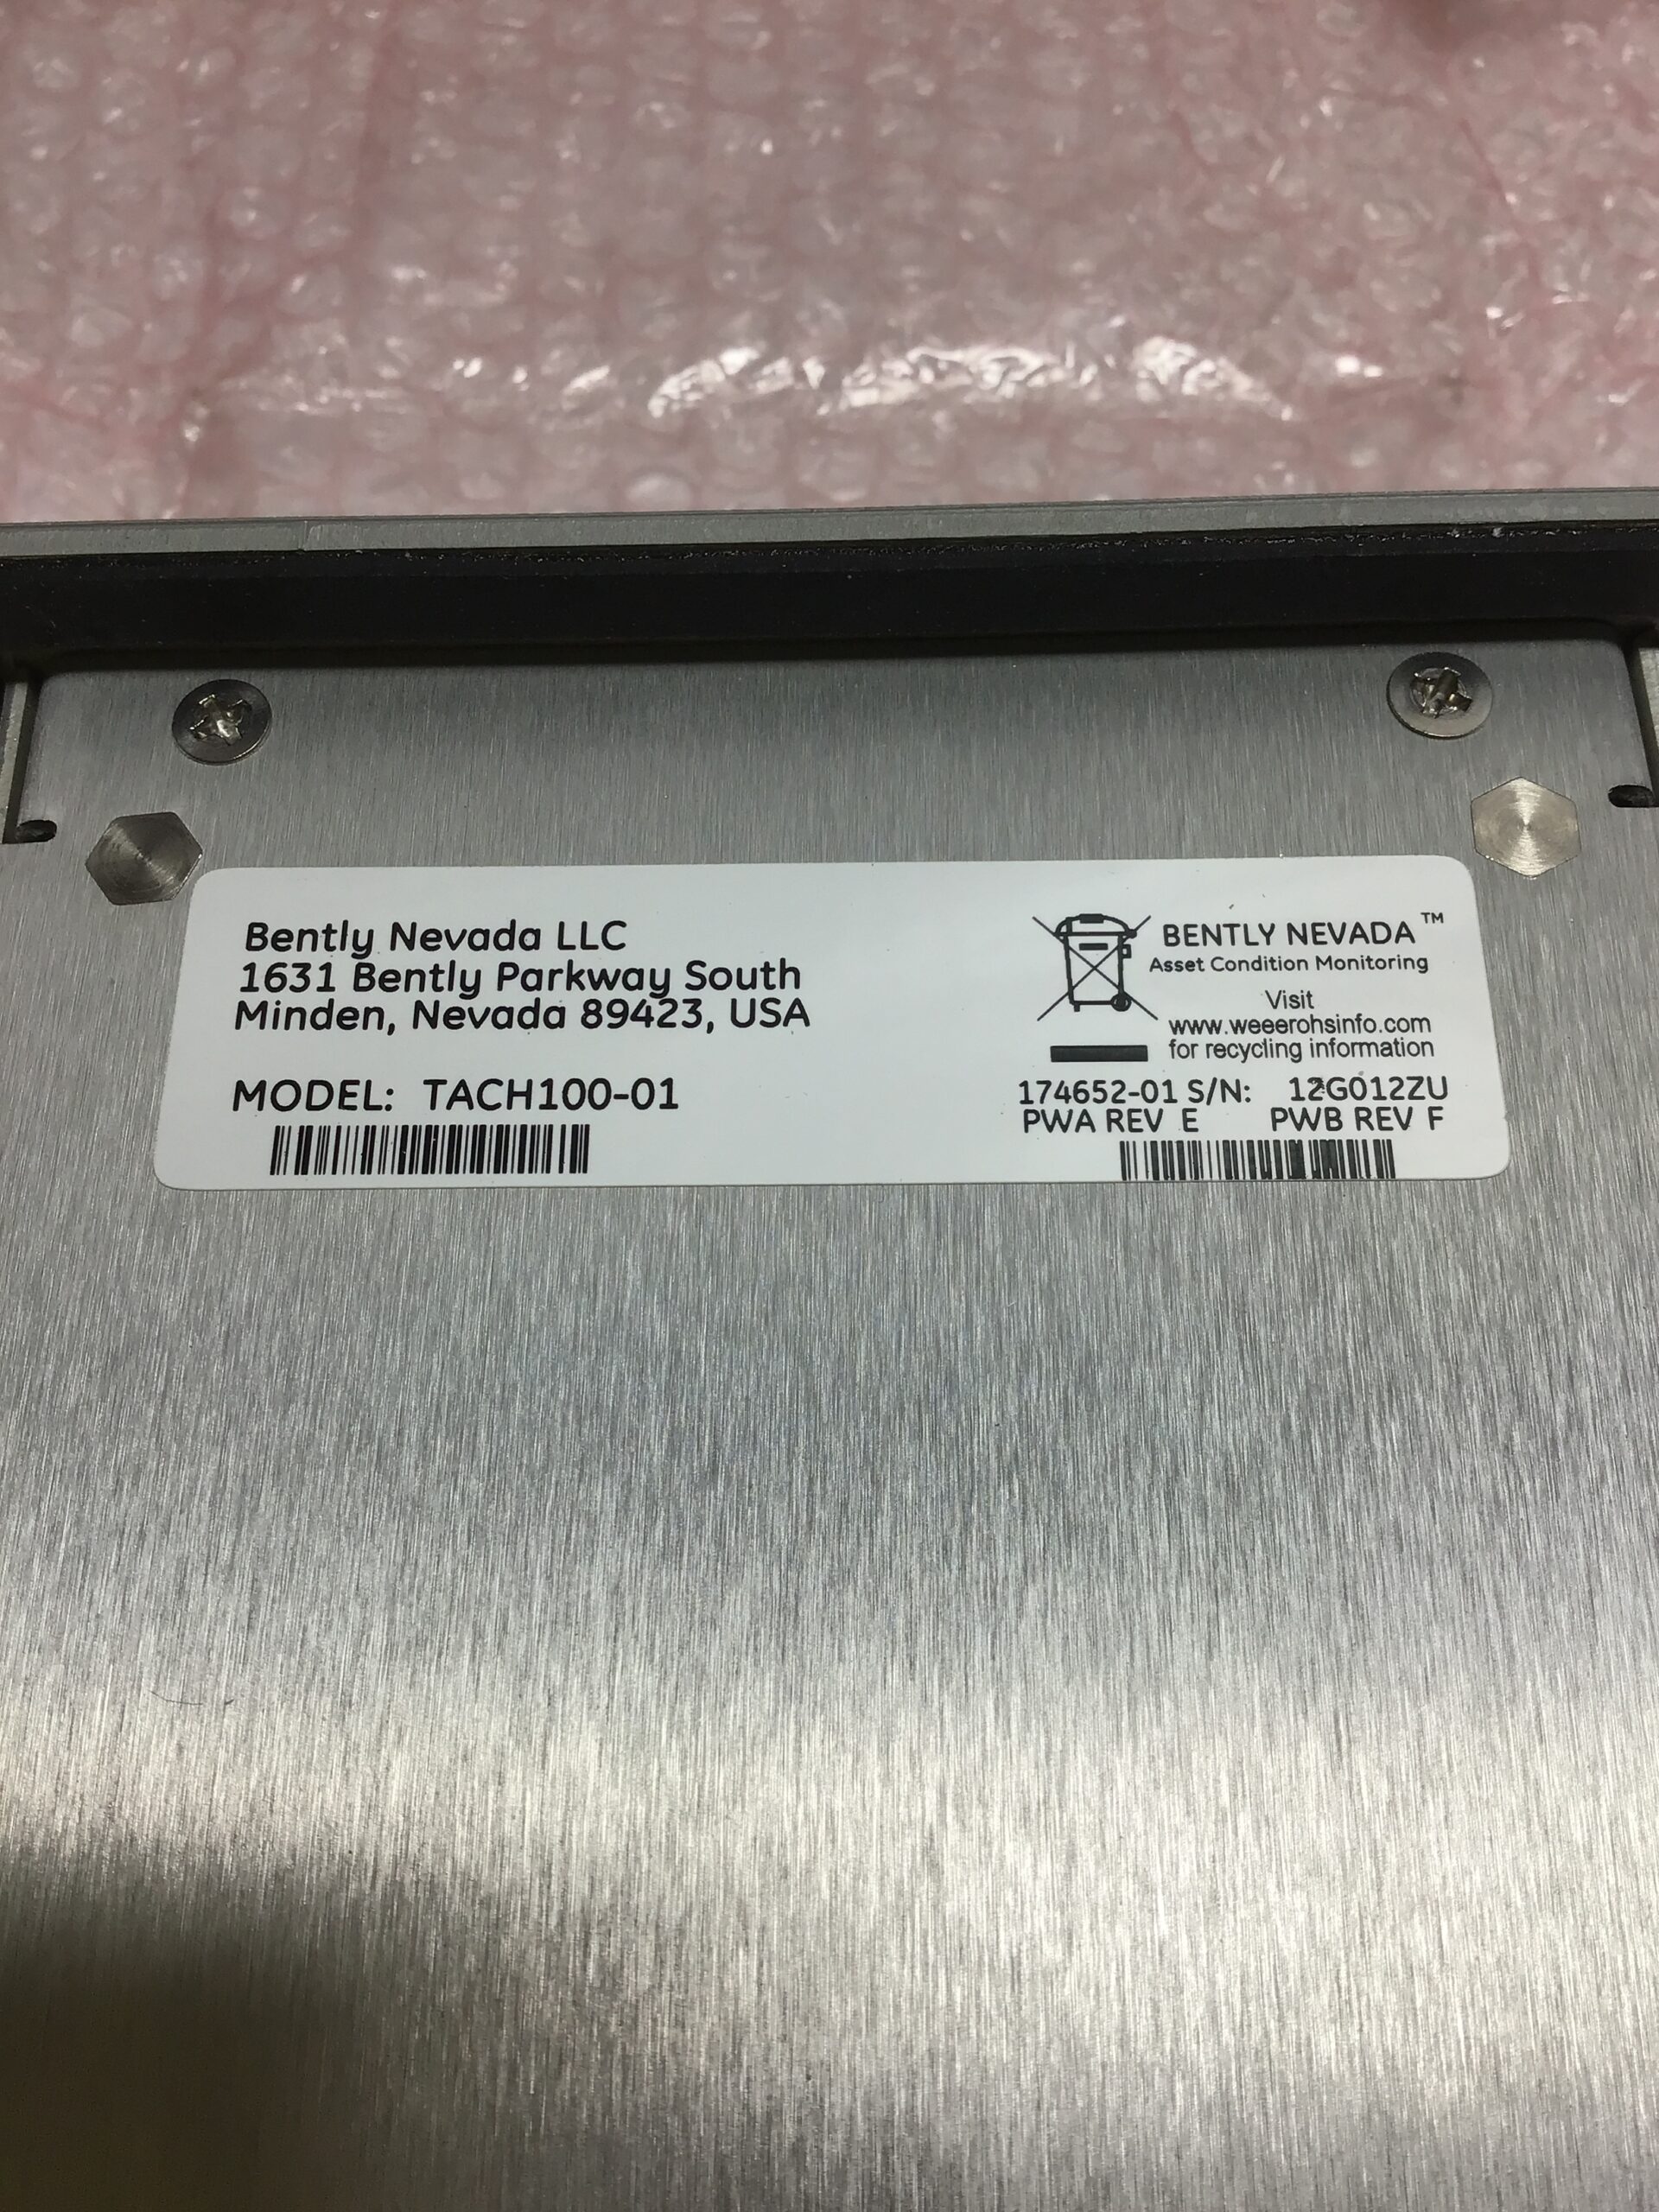 Bently Nevada LLC
1631 Bently Parkway South
Minden, Nevada 89423, USA
MODEL: TACH100-01
BENTLY NEVADA™
Asset Condition Monitoring
Visit
www.weeerohsinfo.com
for recycling information
174652-01 S/N: 12G012ZU
PWA REV E PWB REV F